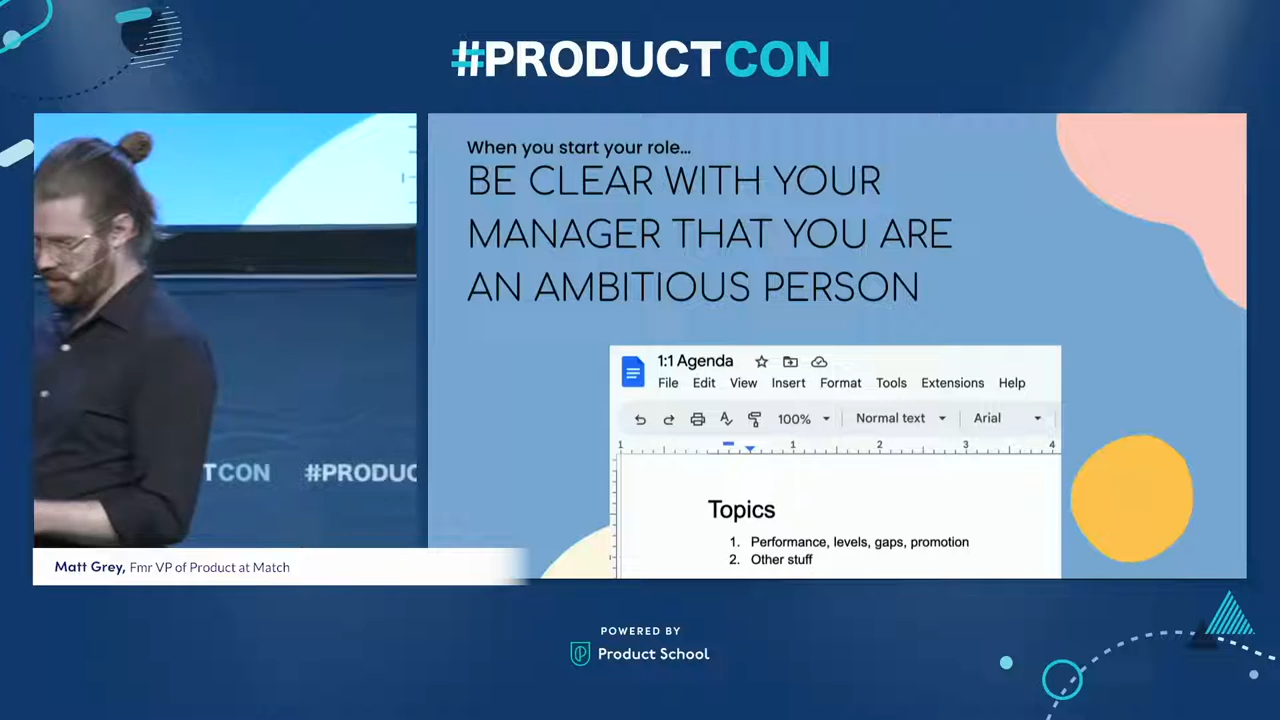 #PRODUCTCON
When you start your role...
BE CLEAR WITH YOUR
MANAGER THAT YOU ARE
AN AMBITIOUS PERSON
1:1 Agenda
File Edit View Insert Format Tools Extensions Help
100% Normal text Arial
1 1 2 3 4
Topics
1. Performance, levels, gaps, promotion
2. Other stuff
TCON #PRODUC
Matt Grey, Fmr VP of Product at Match
POWERED BY
Product School